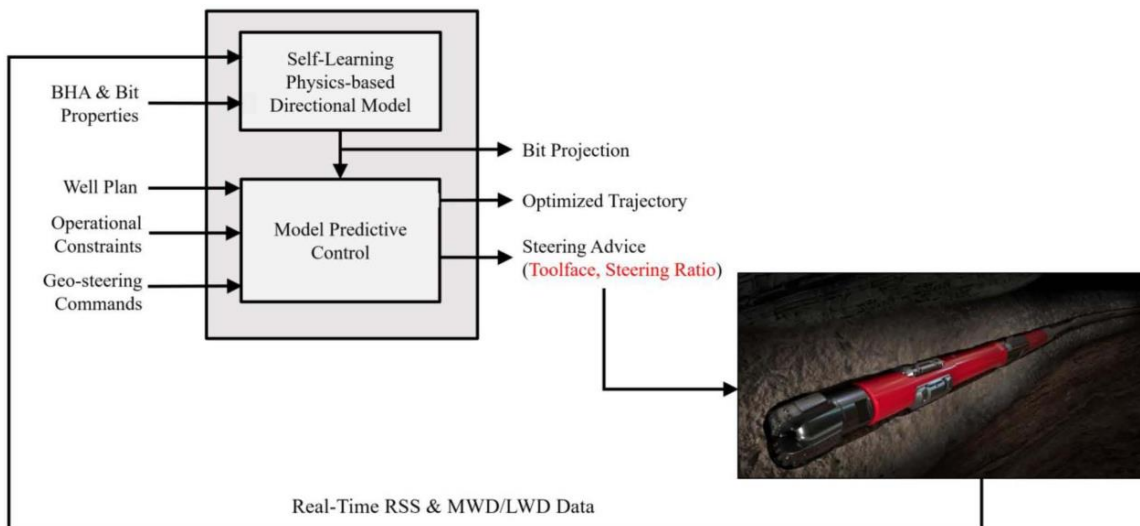 Self-Learning
Physics-based
Directional Model
BHA & Bit
Properties
Bit Projection
Well Plan
Optimized Trajectory
Operational
Constraints
Model Predictive
Control
Steering Advice
(Toolface, Steering Ratio)
Geo-steering
Commands
Real-Time RSS & MWD/LWD Data